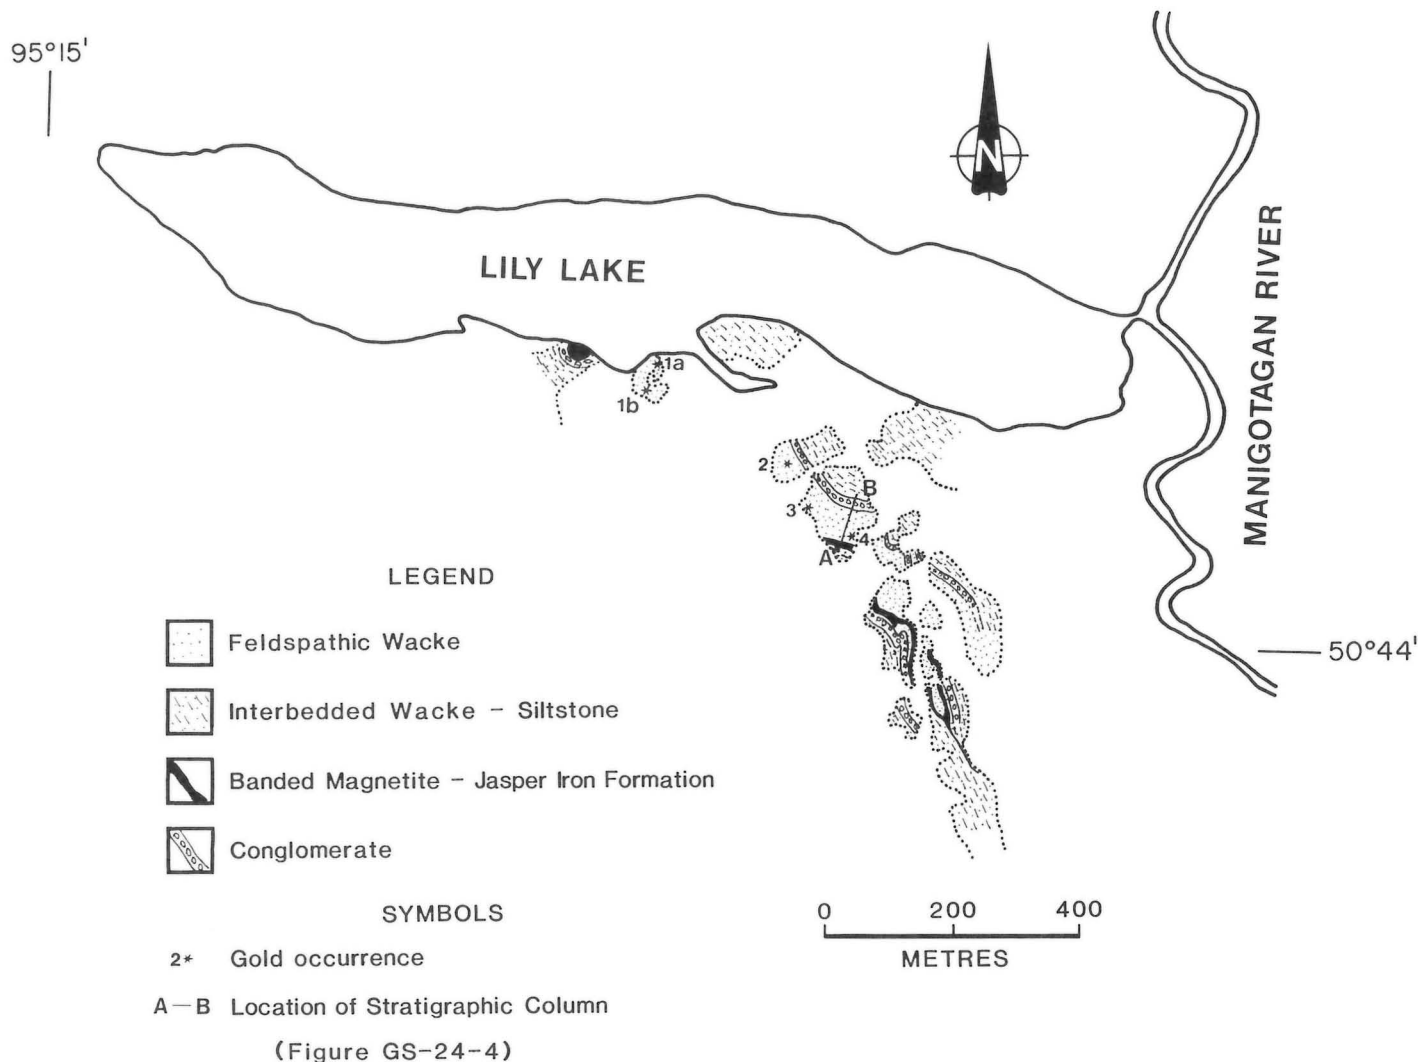 95°15'
N
LILY LAKE
MANIGOTAGAN RIVER
1a
1b
2
B
3
4
A
50°44'
LEGEND
Feldspathic Wacke
Interbedded Wacke - Siltstone
Banded Magnetite - Jasper Iron Formation
Conglomerate
SYMBOLS
2* Gold occurrence
A—B Location of Stratigraphic Column
(Figure GS-24-4)
0 200 400
METRES